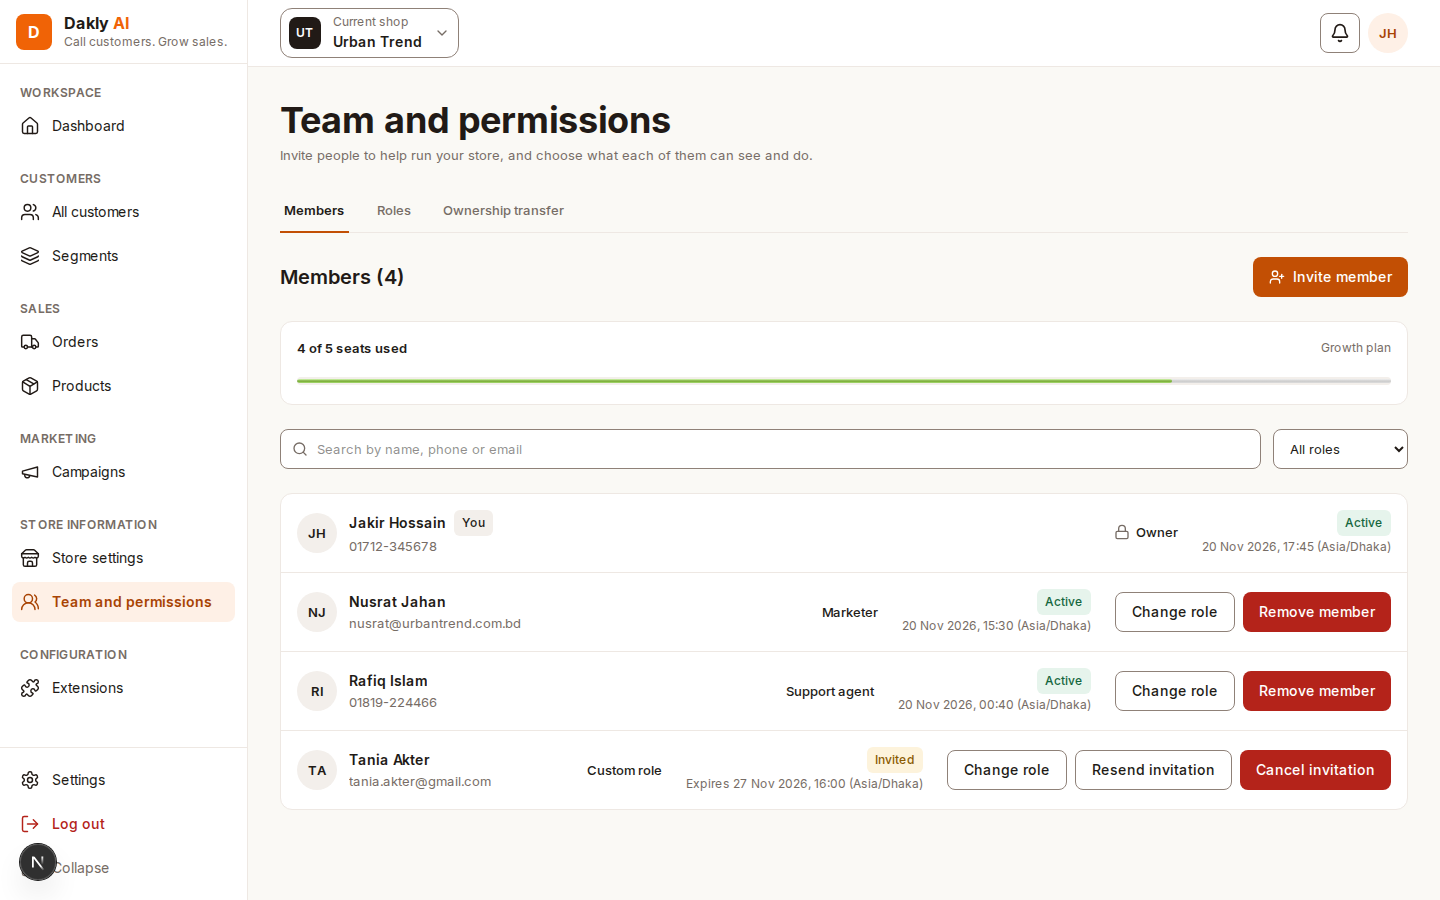 D
Dakly AI
Call customers. Grow sales.
WORKSPACE
Dashboard
CUSTOMERS
All customers
Segments
SALES
Orders
Products
MARKETING
Campaigns
STORE INFORMATION
Store settings
Team and permissions
CONFIGURATION
Extensions
Settings
Log out
N
Collapse
UT
Current shop
Urban Trend
JH
Team and permissions
Invite people to help run your store, and choose what each of them can see and do.
Members Roles Ownership transfer
Members (4)
Invite member
4 of 5 seats used
Growth plan
Search by name, phone or email
All roles
JH
Jakir Hossain You
01712-345678
Owner
Active
20 Nov 2026, 17:45 (Asia/Dhaka)
NJ
Nusrat Jahan
nusrat@urbantrend.com.bd
Marketer
Active
20 Nov 2026, 15:30 (Asia/Dhaka)
Change role
Remove member
RI
Rafiq Islam
01819-224466
Support agent
Active
20 Nov 2026, 00:40 (Asia/Dhaka)
Change role
Remove member
TA
Tania Akter
tania.akter@gmail.com
Custom role
Invited
Expires 27 Nov 2026, 16:00 (Asia/Dhaka)
Change role
Resend invitation
Cancel invitation